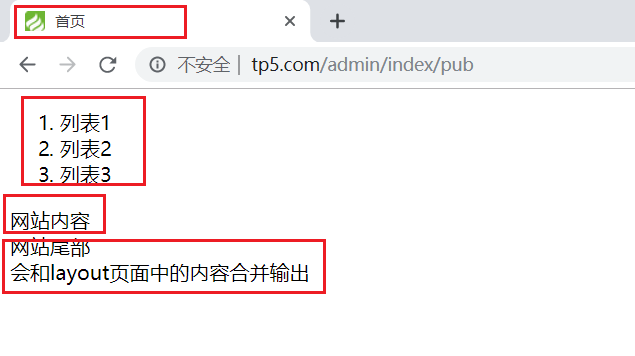 首页
不安全 | tp5.com/admin/index/pub
1. 列表1
2. 列表2
3. 列表3
网站内容
网站尾部
会和layout页面中的内容合并输出